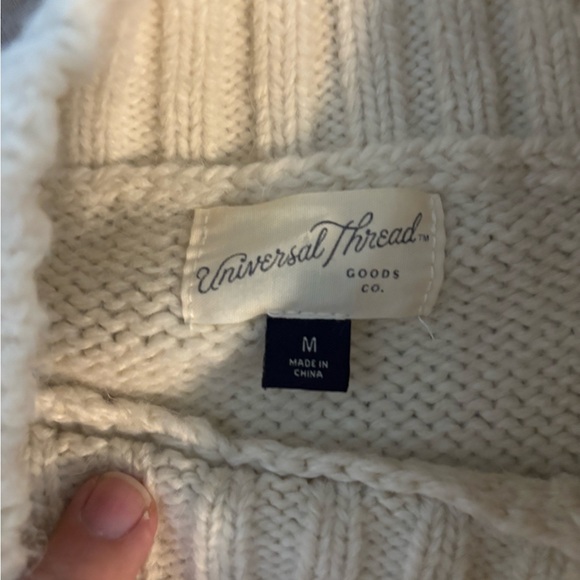 Universal Thread™
GOODS
CO.
M
MADE IN
CHINA